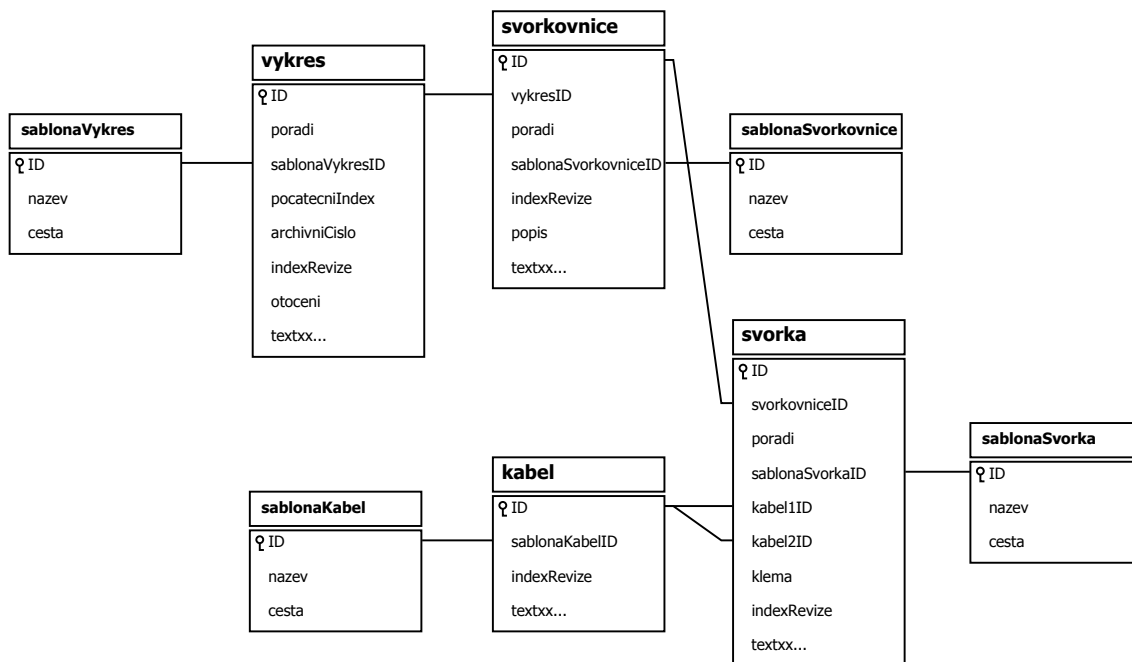 sablonaVykres
ID
nazev
cesta
vykres
ID
poradi
sablonaVykresID
pocatecniIndex
archivniCislo
indexRevize
otoceni
textxx...
svorkovnice
ID
vykresID
poradi
sablonaSvorkovniceID
indexRevize
popis
textxx...
sablonaSvorkovnice
ID
nazev
cesta
svorka
ID
svorkovniceID
poradi
sablonaSvorkaID
kabel1ID
kabel2ID
klema
indexRevize
textxx...
sablonaSvorka
ID
nazev
cesta
kabel
ID
sablonaKabelID
indexRevize
textxx...
sablonaKabel
ID
nazev
cesta